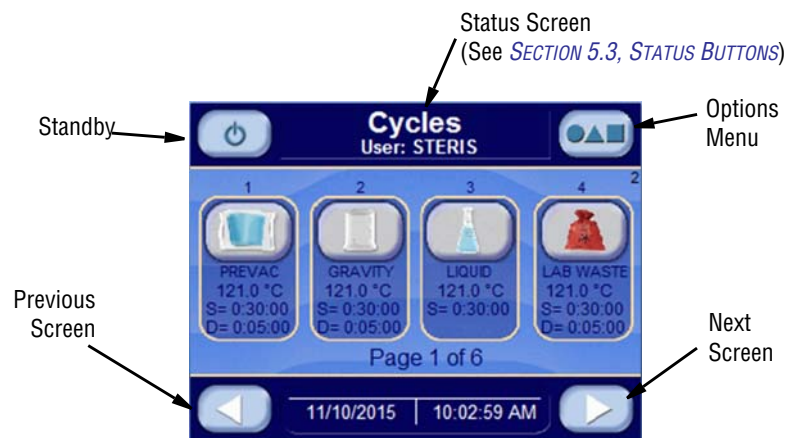 Status Screen
(See SECTION 5.3, STATUS BUTTONS)
Standby
Cycles
User: STERIS
Options
Menu
1 2 3 4 2
PREVAC GRAVITY LIQUID LAB WASTE
121.0 °C 121.0 °C 121.0 °C 121.0 °C
S= 0:30:00 S= 0:30:00 S= 0:30:00 S= 0:30:00
D= 0:05:00 D= 0:05:00 D= 0:05:00
Previous
Screen
Page 1 of 6
Next
Screen
11/10/2015 10:02:59 AM